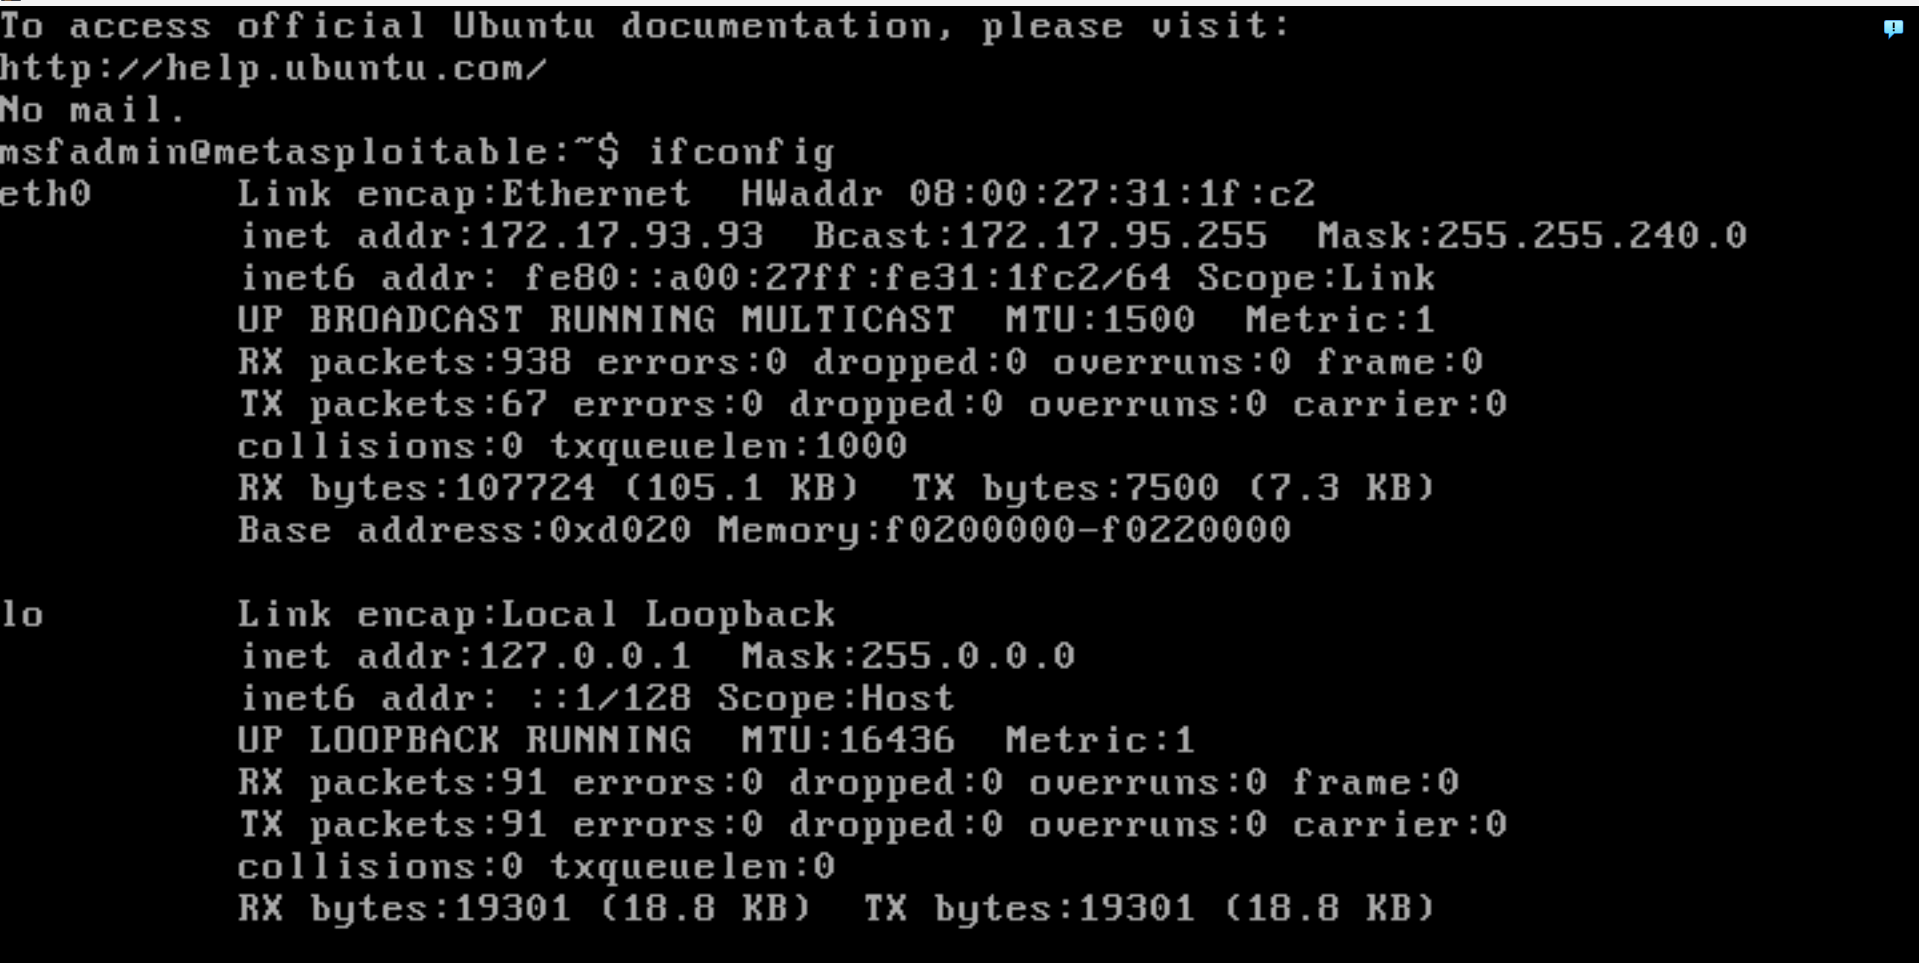 To access official Ubuntu documentation, please visit:
http://help.ubuntu.com/
No mail.
msfadmin@metasploitable:~$ ifconfig
eth0      Link encap:Ethernet  HWaddr 08:00:27:31:1f:c2
          inet addr:172.17.93.93  Bcast:172.17.95.255  Mask:255.255.240.0
          inet6 addr: fe80::a00:27ff:fe31:1fc2/64 Scope:Link
          UP BROADCAST RUNNING MULTICAST  MTU:1500  Metric:1
          RX packets:938 errors:0 dropped:0 overruns:0 frame:0
          TX packets:67 errors:0 dropped:0 overruns:0 carrier:0
          collisions:0 txqueuelen:1000
          RX bytes:107724 (105.1 KB)  TX bytes:7500 (7.3 KB)
          Base address:0xd020 Memory:f0200000-f0220000

lo        Link encap:Local Loopback
          inet addr:127.0.0.1  Mask:255.0.0.0
          inet6 addr: ::1/128 Scope:Host
          UP LOOPBACK RUNNING  MTU:16436  Metric:1
          RX packets:91 errors:0 dropped:0 overruns:0 frame:0
          TX packets:91 errors:0 dropped:0 overruns:0 carrier:0
          collisions:0 txqueuelen:0
          RX bytes:19301 (18.8 KB)  TX bytes:19301 (18.8 KB)